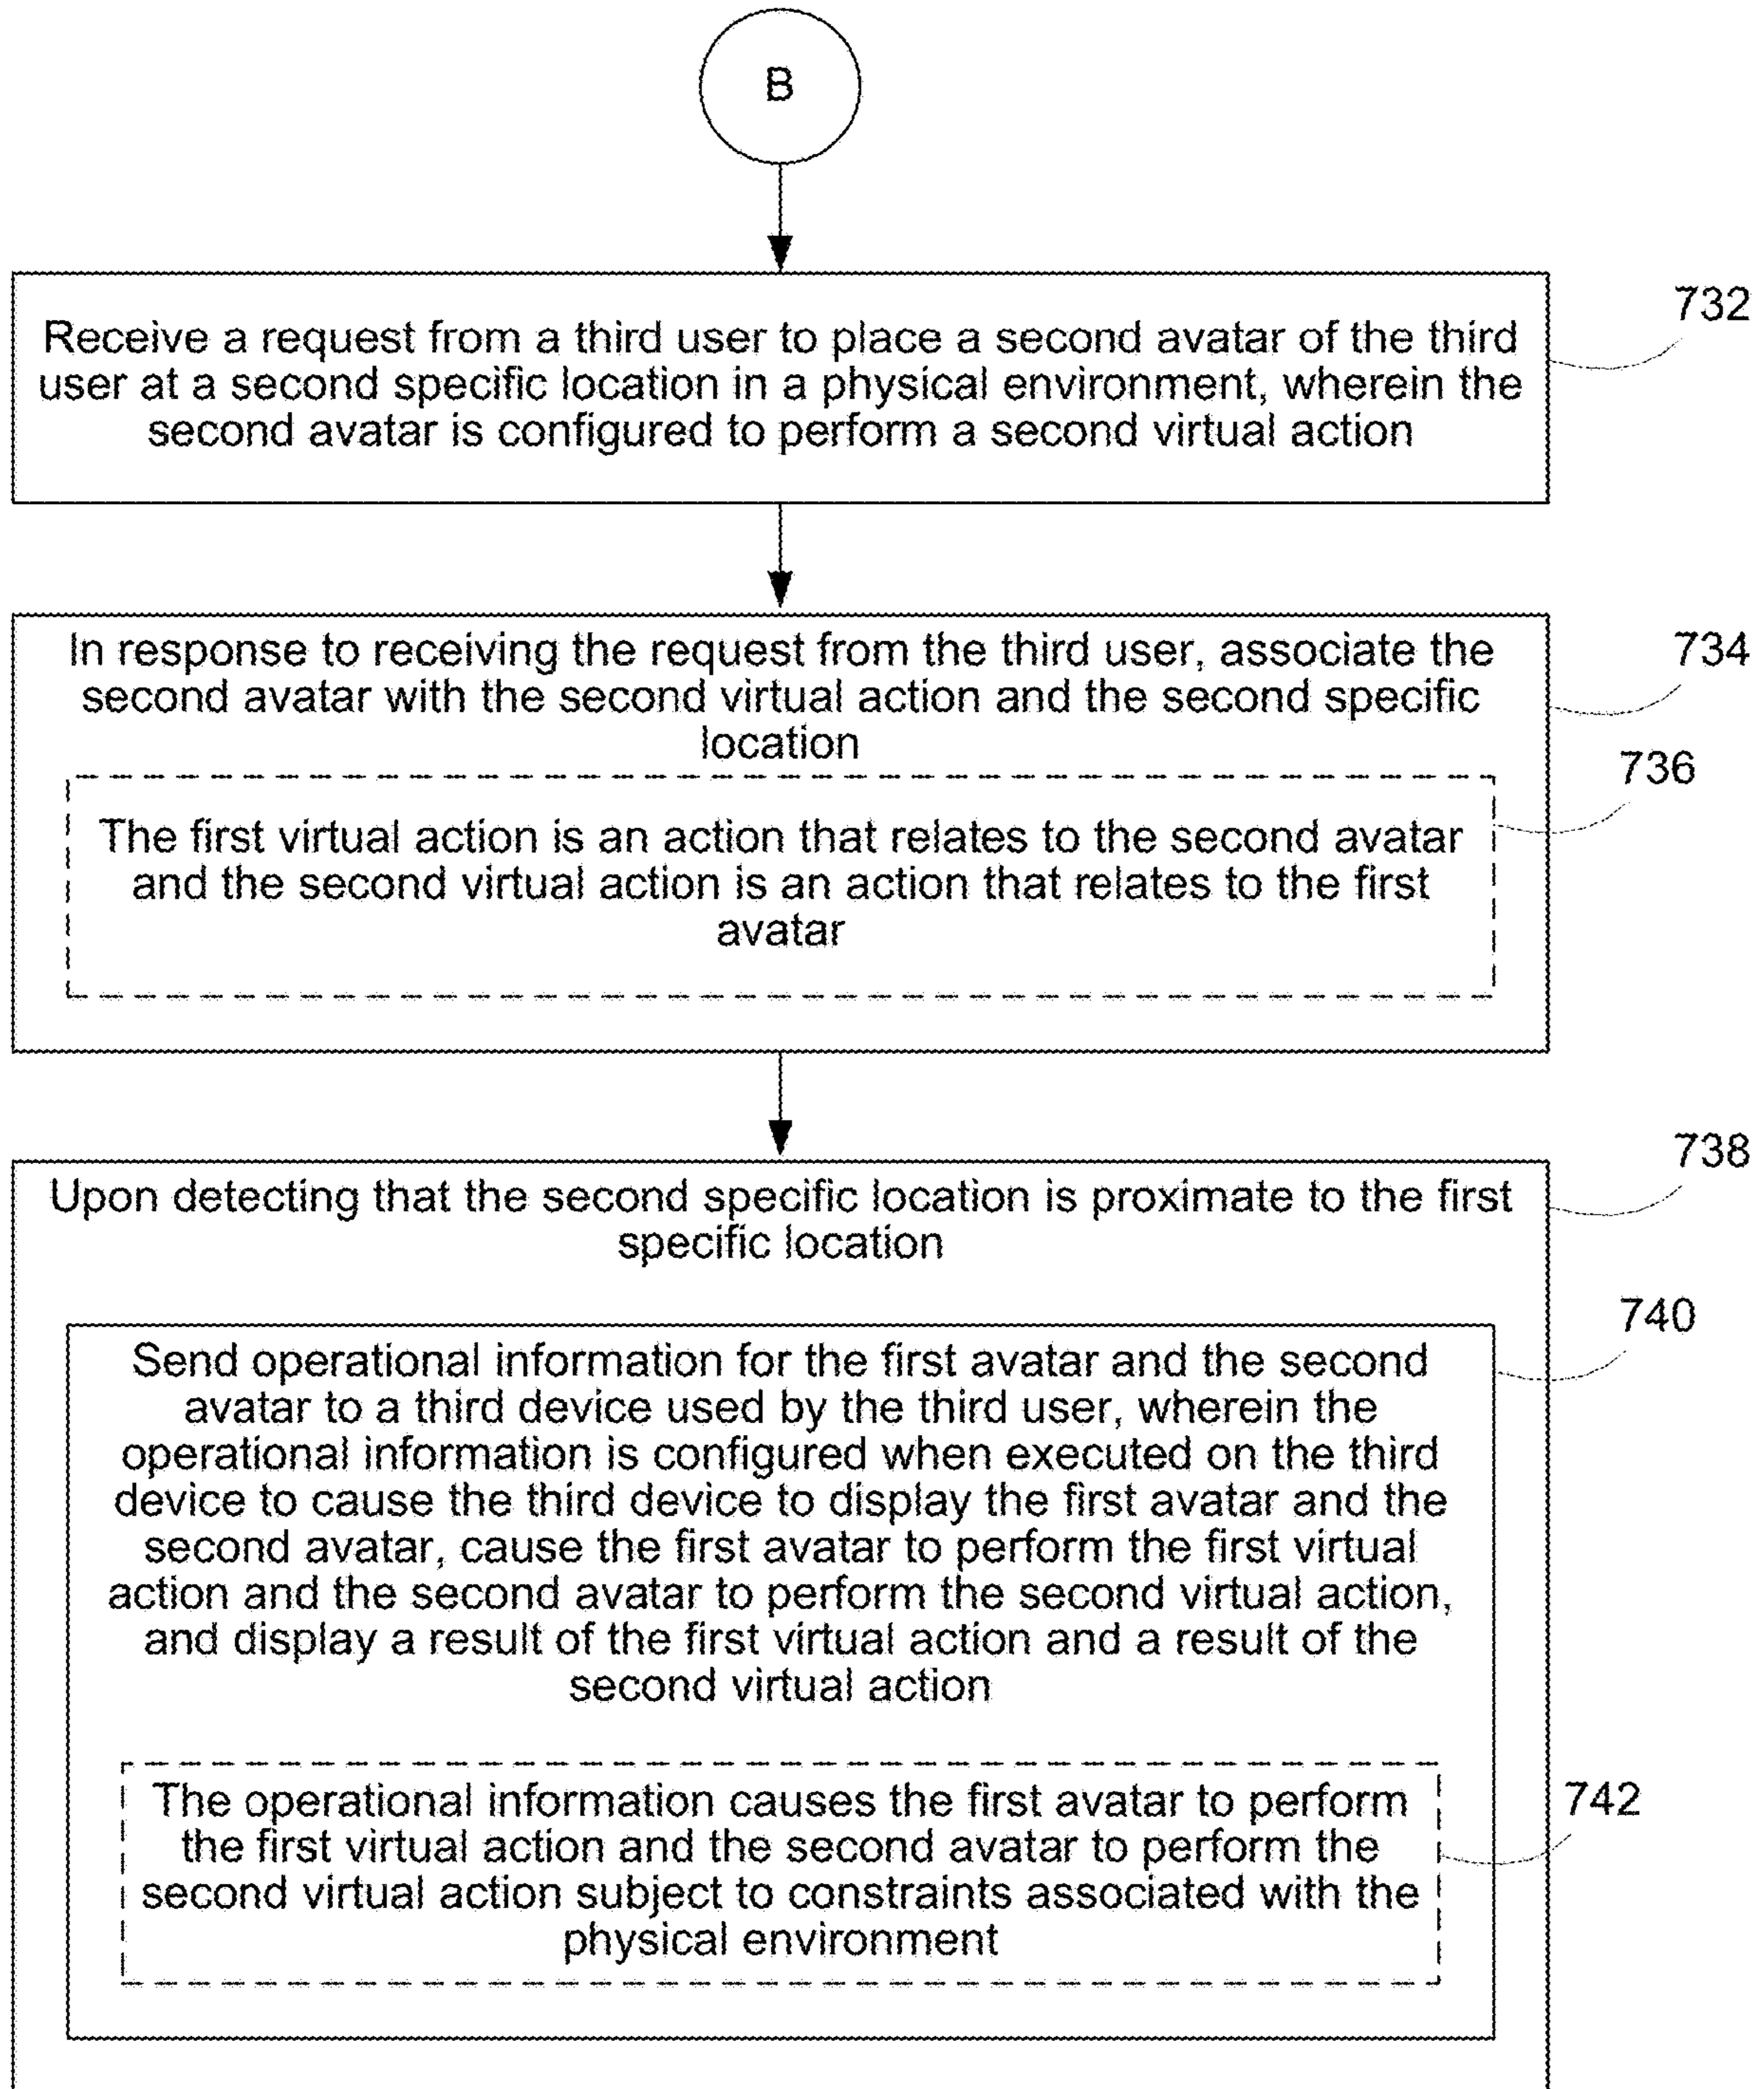 B
732
Receive a request from a third user to place a second avatar of the third
user at a second specific location in a physical environment, wherein the
second avatar is configured to perform a second virtual action
734
In response to receiving the request from the third user, associate the
second avatar with the second virtual action and the second specific
location
736
The first virtual action is an action that relates to the second avatar
and the second virtual action is an action that relates to the first
avatar
738
Upon detecting that the second specific location is proximate to the first
specific location
740
Send operational information for the first avatar and the second
avatar to a third device used by the third user, wherein the
operational information is configured when executed on the third
device to cause the third device to display the first avatar and the
second avatar, cause the first avatar to perform the first virtual
action and the second avatar to perform the second virtual action,
and display a result of the first virtual action and a result of the
second virtual action
742
The operational information causes the first avatar to perform
the first virtual action and the second avatar to perform the
second virtual action subject to constraints associated with the
physical environment